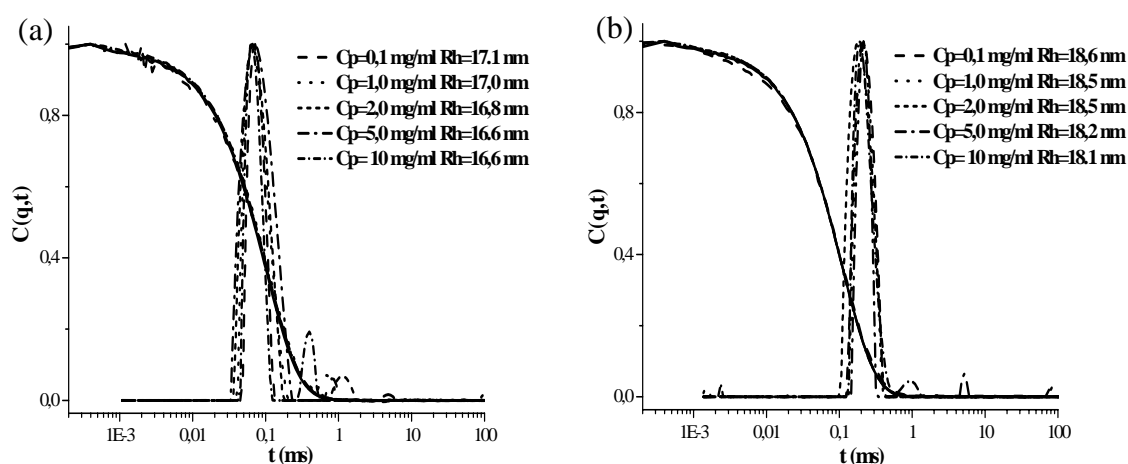 (a)
Cp=0,1 mg/ml Rh=17.1 nm
Cp=1,0 mg/ml Rh=17,0 nm
Cp=2,0 mg/ml Rh=16,8 nm
Cp=5,0 mg/ml Rh=16.6 nm
Cp= 10 mg/ml Rh=16,6 nm
0,8
0,4
0,0
C(q,t)
1E-3
0,01
0,1
1
10
100
t (ms)
(b)
Cp=0,1 mg/ml Rh=18,6 nm
Cp=1,0 mg/ml Rh=18,5 nm
Cp=2,0 mg/ml Rh=18,5 nm
Cp=5,0 mg/ml Rh=18,2 nm
Cp= 10 mg/ml Rh=18.1 nm
0,8
0,4
0,0
C(q,t)
1E-3
0,01
0,1
1
10
100
t (ms)